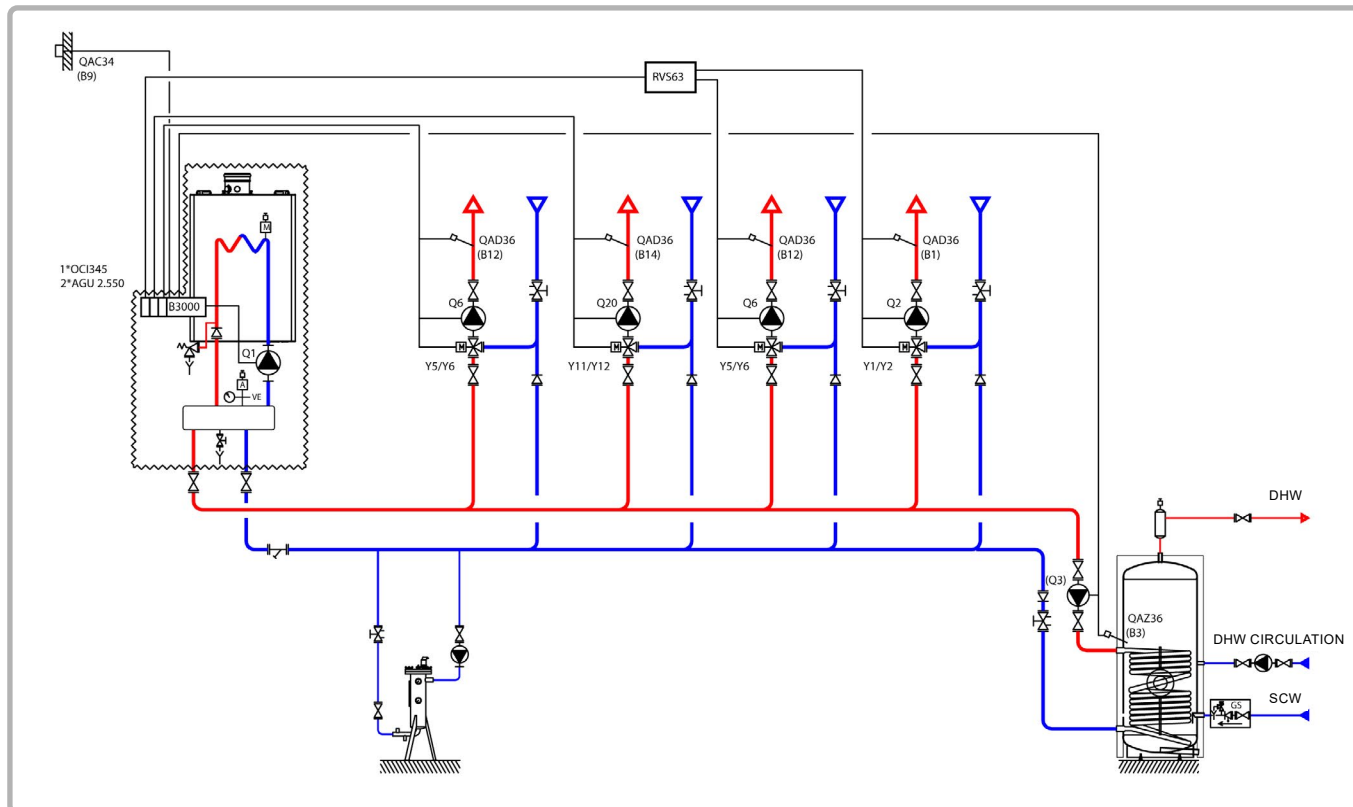 QAC34
(B9)
RVS63
1*OCI345
2*AGU 2.550
B3000
M
Q1
A
VE
QAD36
(B12)
Q6
M
Y5/Y6
QAD36
(B14)
Q20
M
Y11/Y12
QAD36
(B12)
Q6
M
Y5/Y6
QAD36
(B1)
Q2
M
Y1/Y2
DHW
(Q3)
QAZ36
(B3)
DHW CIRCULATION
SCW
GS